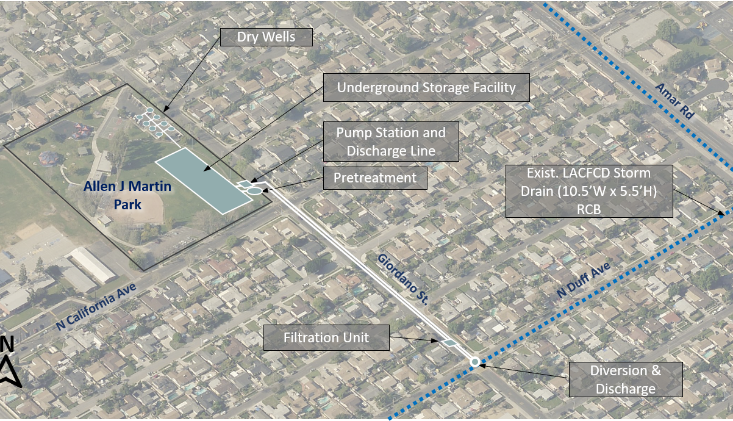 Dry Wells
Underground Storage Facility
Amar Rd
Pump Station and
Discharge Line
Pretreatment
Exist. LACFCD Storm
Drain (10.5'W x 5.5'H)
RCB
Allen J Martin
Park
Giordano St.
N Duff Ave
N California Ave
Filtration Unit
N
Diversion &
Discharge